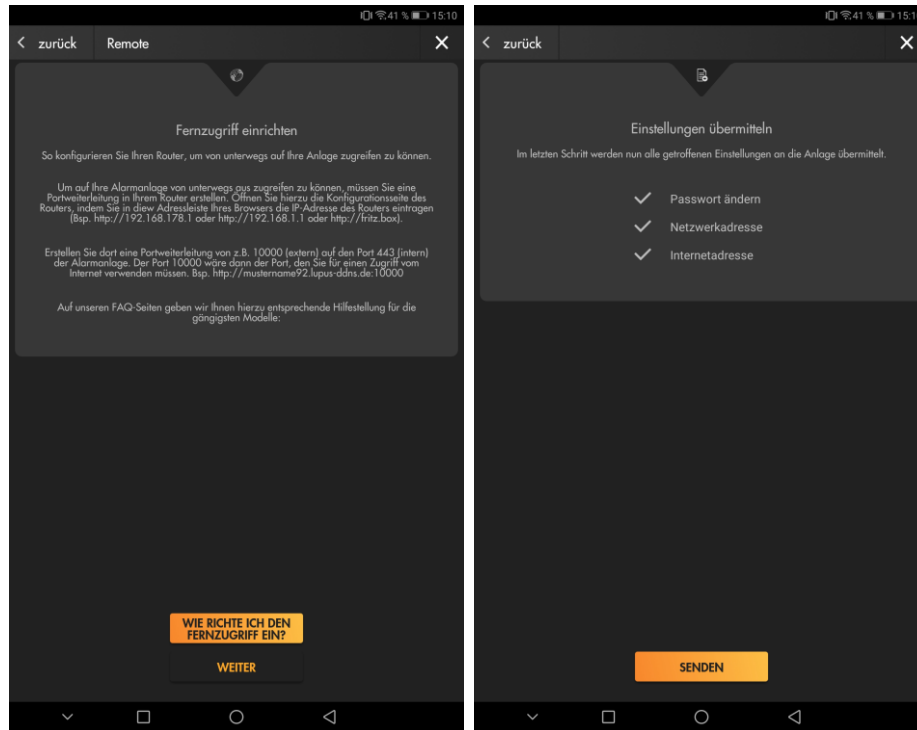 41 % 15:10
zurück Remote
Fernzugriff einrichten
So konfigurieren Sie Ihren Router, um von unterwegs auf Ihre Anlage zugreifen zu können.
Um auf Ihre Alarmanlage von unterwegs aus zugreifen zu können, müssen Sie eine
Portweiterleitung in Ihrem Router erstellen. Öffnen Sie hierzu die Konfigurationsseite des
Routers, indem Sie in diew Adressleiste Ihres Browsers die IP-Adresse des Routers eintragen
(Bsp. http://192.168.178.1 oder http://192.168.1.1 oder http://fritz.box).
Erstellen Sie dort eine Portweiterleitung von z.B. 10000 (extern) auf den Port 443 (intern)
der Alarmanlage. Der Port 10000 wäre dann der Port, den Sie für einen Zugriff vom
Internet verwenden müssen. Bsp. http://mustername92.lupus-ddns.de:10000
Auf unseren FAQ-Seiten geben wir Ihnen hierzu entsprechende Hilfestellung für die
gängigsten Modelle:
WIE RICHTE ICH DEN
FERNZUGRIFF EIN?
WEITER
41 % 15:1
zurück
Einstellungen übermitteln
Im letzten Schritt werden nun alle getroffenen Einstellungen an die Anlage übermittelt.
Passwort ändern
Netzwerkadresse
Internetadresse
SENDEN